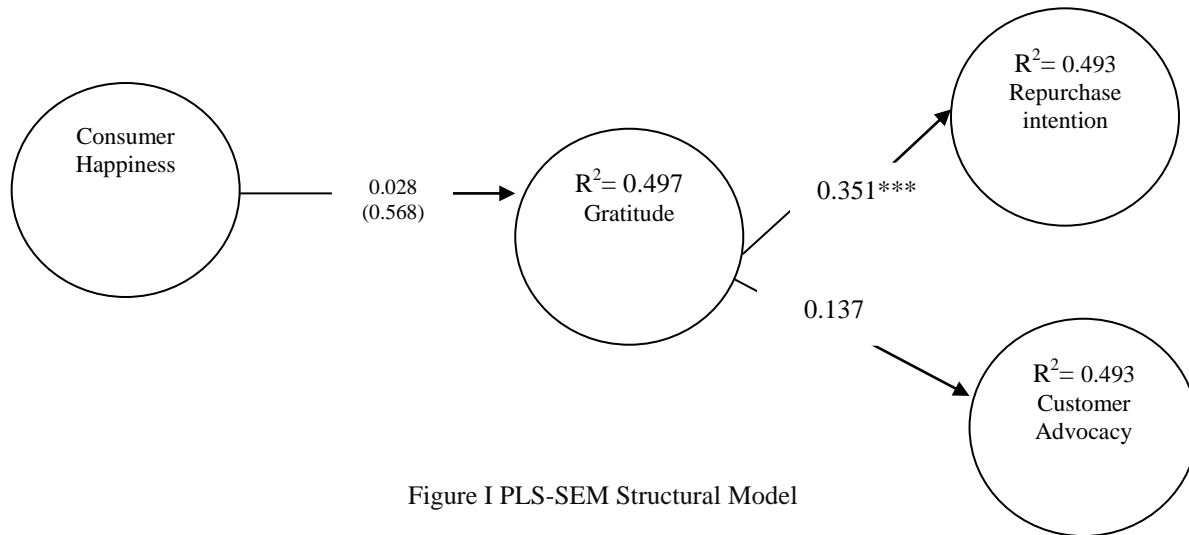 Consumer
Happiness
0.028
(0.568)
R²= 0.497
Gratitude
R²= 0.493
Repurchase
intention
0.351***
0.137
R²= 0.493
Customer
Advocacy
Figure I PLS-SEM Structural Model